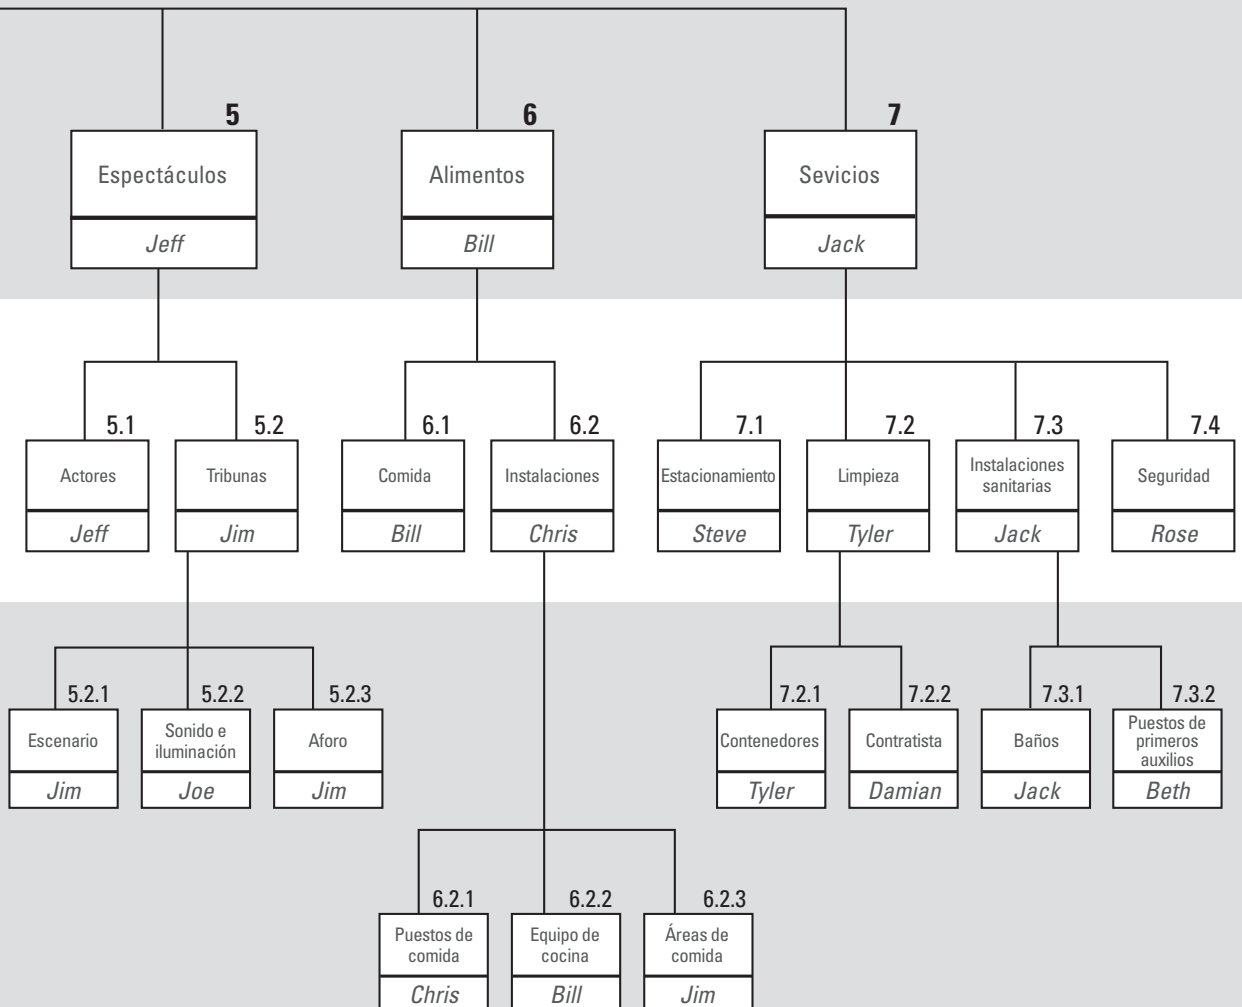 5
6
7
Espectáculos
Alimentos
Sevicios
Jeff
Bill
Jack
5.1
5.2
6.1
6.2
7.1
7.2
7.3
7.4
Actores
Tribunas
Comida
Instalaciones
Estacionamiento
Limpieza
Instalaciones
sanitarias
Seguridad
Jeff
Jim
Bill
Chris
Steve
Tyler
Jack
Rose
5.2.1
5.2.2
5.2.3
7.2.1
7.2.2
7.3.1
7.3.2
Escenario
Sonido e
iluminación
Aforo
Contenedores
Contratista
Baños
Puestos de
primeros
auxilios
Jim
Joe
Jim
Tyler
Damian
Jack
Beth
6.2.1
6.2.2
6.2.3
Puestos de
comida
Equipo de
cocina
Áreas de
comida
Chris
Bill
Jim